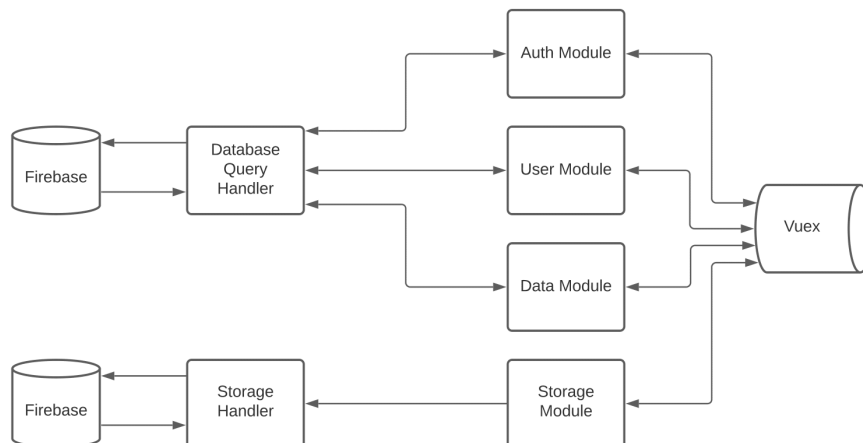 Auth Module
Firebase
Database
Query
Handler
User Module
Vuex
Data Module
Firebase
Storage
Handler
Storage
Module